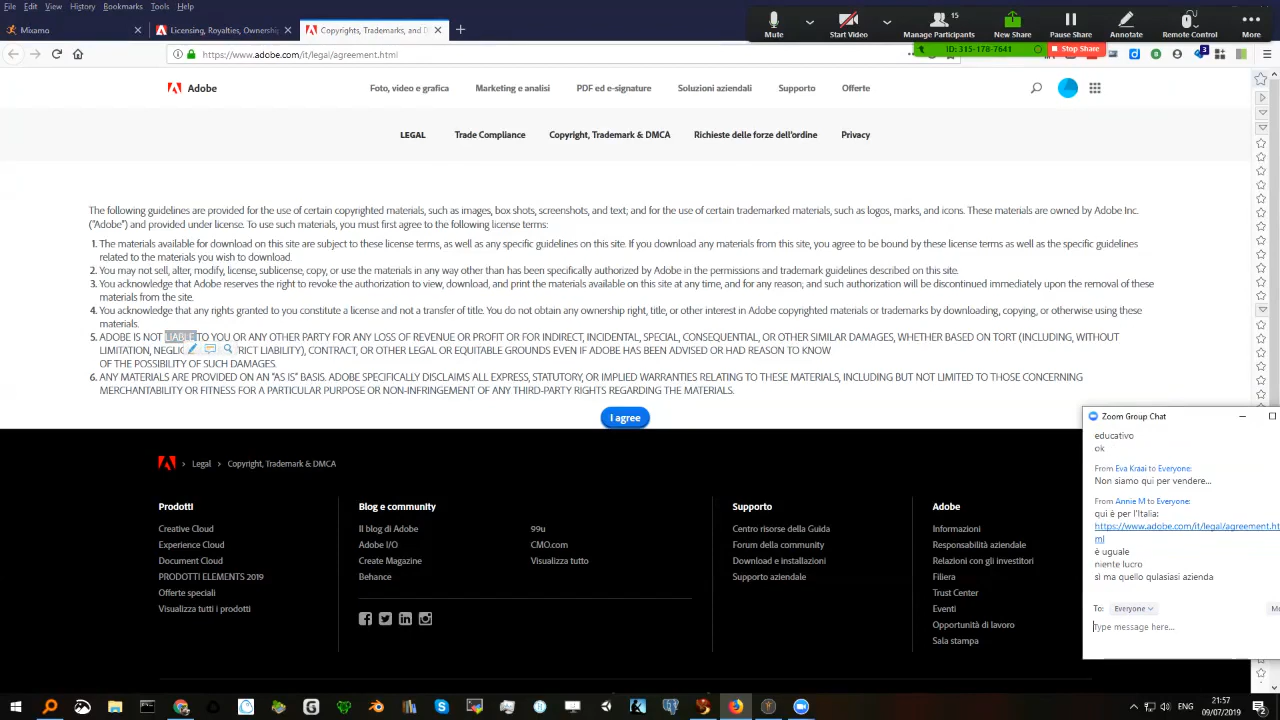 File Edit View History Bookmarks Tools Help
Mixamo
Licensing, Royalties, Ownership
Copyrights, Trademarks, and D
15
Mute
Start Video
Manage Participants
New Share
Pause Share
Annotate
Remote Control
More
ID: 315-178-7641
Stop Share
https://www.adobe.com/it/legal/agreement.html
3
Adobe
Foto, video e grafica
Marketing e analisi
PDF ed e-signature
Soluzioni aziendali
Supporto
Offerte
LEGAL
Trade Compliance
Copyright, Trademark & DMCA
Richieste delle forze dell'ordine
Privacy
The following guidelines are provided for the use of certain copyrighted materials, such as images, box shots, screenshots, and text; and for the use of certain trademarked materials, such as logos, marks, and icons. These materials are owned by Adobe Inc.
("Adobe") and provided under license. To use such materials, you must first agree to the following license terms:
1. The materials available for download on this site are subject to these license terms, as well as any specific guidelines on this site. If you download any materials from this site, you agree to be bound by these license terms as well as the specific guidelines
related to the materials you wish to download.
2. You may not sell, alter, modify, license, sublicense, copy, or use the materials in any way other than has been specifically authorized by Adobe in the permissions and trademark guidelines described on this site.
3. You acknowledge that Adobe reserves the right to revoke the authorization to view, download, and print the materials available on this site at any time, and for any reason; and such authorization will be discontinued immediately upon the removal of these
materials from the site.
4. You acknowledge that any rights granted to you constitute a license and not a transfer of title. You do not obtain any ownership right, title, or other interest in Adobe copyrighted materials or trademarks by downloading, copying, or otherwise using these
materials.
5. ADOBE IS NOT LIABLE TO YOU OR ANY OTHER PARTY FOR ANY LOSS OF REVENUE OR PROFIT OR FOR INDIRECT, INCIDENTAL, SPECIAL, CONSEQUENTIAL, OR OTHER SIMILAR DAMAGES, WHETHER BASED ON TORT (INCLUDING, WITHOUT
LIMITATION, NEGLIG RICT LIABILITY), CONTRACT, OR OTHER LEGAL OR EQUITABLE GROUNDS EVEN IF ADOBE HAS BEEN ADVISED OR HAD REASON TO KNOW
OF THE POSSIBILITY OF SUCH DAMAGES.
6. ANY MATERIALS ARE PROVIDED ON AN "AS IS" BASIS. ADOBE SPECIFICALLY DISCLAIMS ALL EXPRESS, STATUTORY, OR IMPLIED WARRANTIES RELATING TO THESE MATERIALS, INCLUDING BUT NOT LIMITED TO THOSE CONCERNING
MERCHANTABILITY OR FITNESS FOR A PARTICULAR PURPOSE OR NON-INFRINGEMENT OF ANY THIRD-PARTY RIGHTS REGARDING THE MATERIALS.
I agree
Legal > Copyright, Trademark & DMCA
Prodotti
Creative Cloud
Experience Cloud
Document Cloud
PRODOTTI ELEMENTS 2019
Offerte speciali
Visualizza tutti i prodotti
Blog e community
Il blog di Adobe
Adobe I/O
Create Magazine
Behance
99u
CMO.com
Visualizza tutto
Supporto
Centro risorse della Guida
Forum della community
Download e installazioni
Supporto aziendale
Adobe
Informazioni
Responsabilità aziendale
Relazioni con gli investitori
Filiera
Trust Center
Eventi
Opportunità di lavoro
Sala stampa
Zoom Group Chat
educativo
ok
From Eva Kraai to Everyone:
Non siamo qui per vendere...
From Annie M to Everyone:
qui è per l'Italia:
https://www.adobe.com/it/legal/agreement.ht
ml
è uguale
niente lucro
sì ma quello qulasiasi azienda
To: Everyone
Type message here...
ENG
21:57
09/07/2019